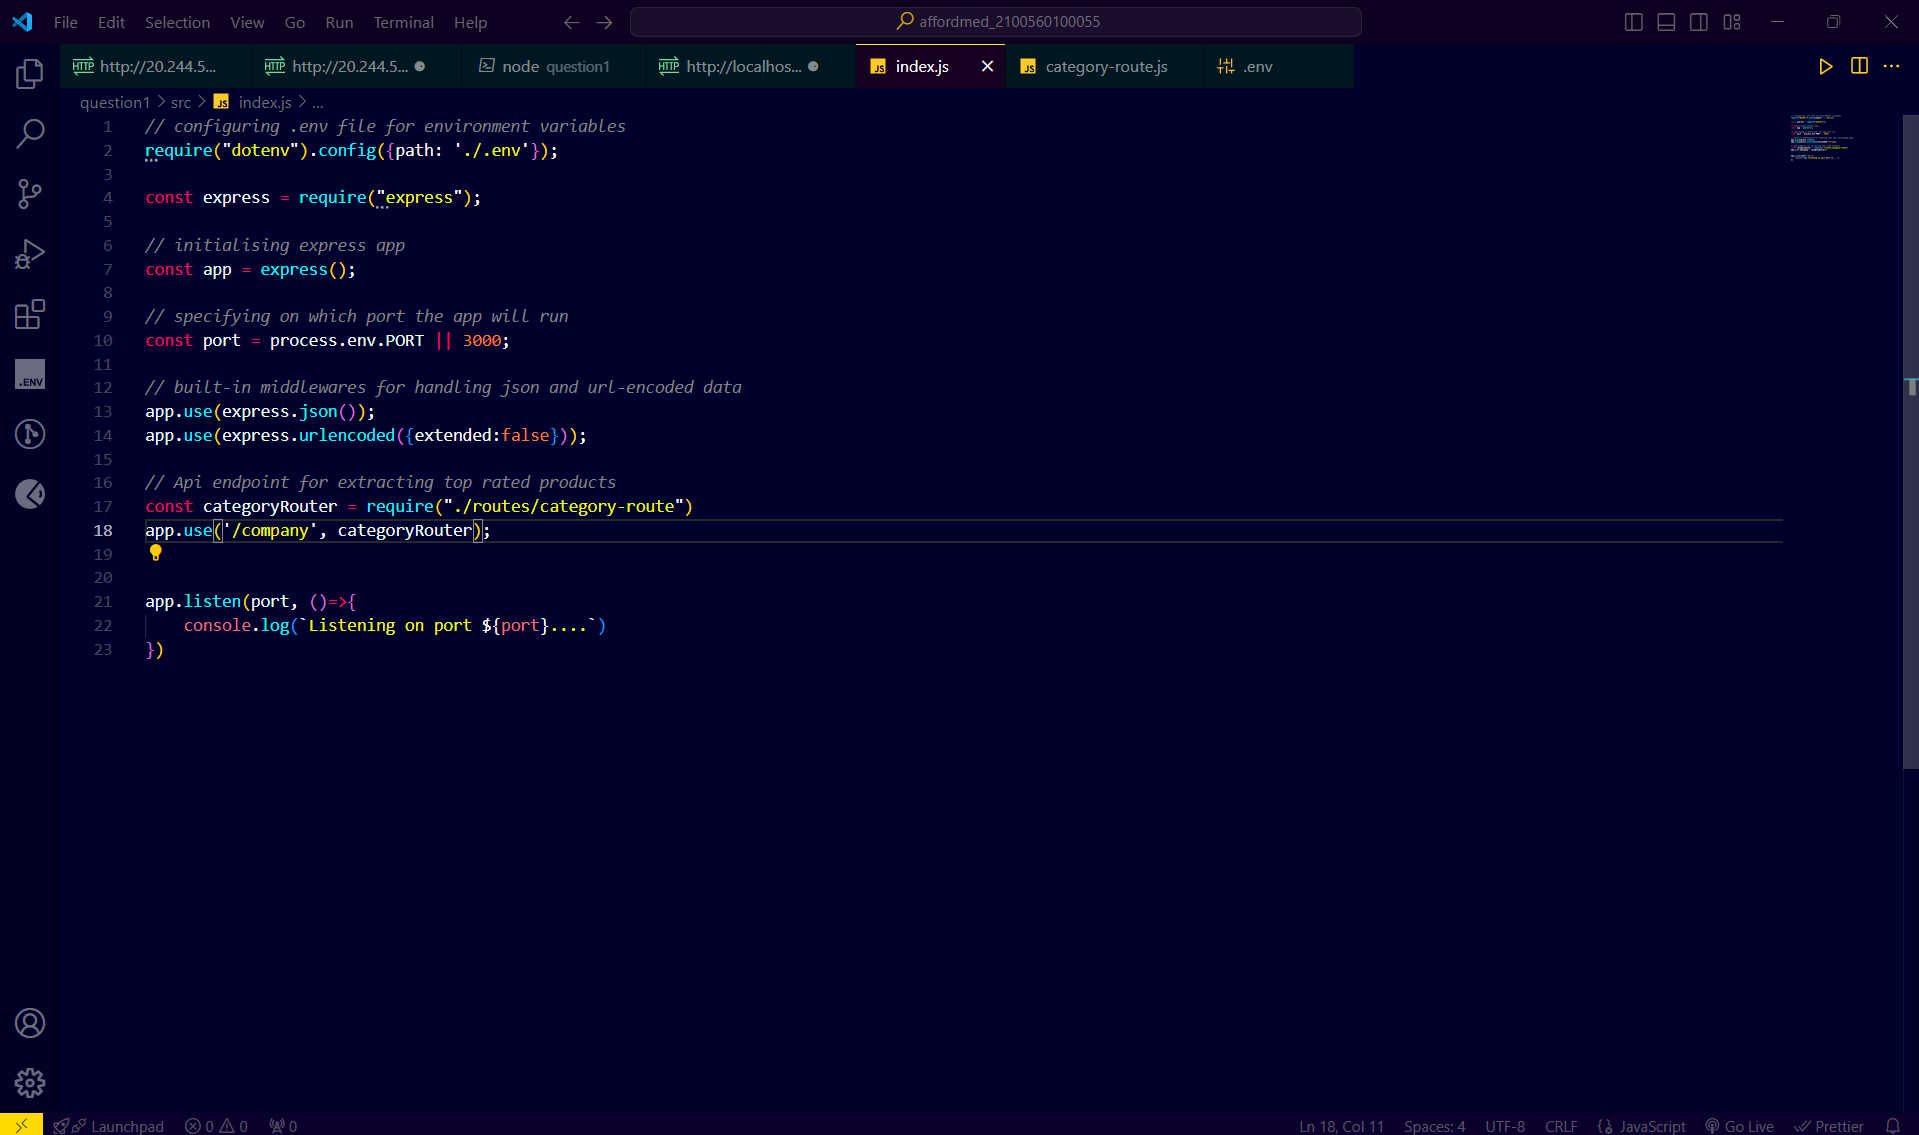 File Edit Selection View Go Run Terminal Help
affordmed_2100560100055
http://20.244.5... http://20.244.5... node question1 http://localhos... index.js category-route.js .env
question1 > src > JS index.js > ...
1 // configuring .env file for environment variables
2 require("dotenv").config({path: './.env'});
3
4 const express = require("express");
5
6 // initialising express app
7 const app = express();
8
9 // specifying on which port the app will run
10 const port = process.env.PORT || 3000;
11
12 // built-in middlewares for handling json and url-encoded data
13 app.use(express.json());
14 app.use(express.urlencoded({extended:false}));
15
16 // Api endpoint for extracting top rated products
17 const categoryRouter = require("./routes/category-route")
18 app.use('/company', categoryRouter);
19
20
21 app.listen(port, ()=>{
22 console.log(`Listening on port ${port}....`)
23 })
.ENV
Launchpad 0 0 0 Ln 18, Col 11 Spaces: 4 UTF-8 CRLF JavaScript Go Live Prettier